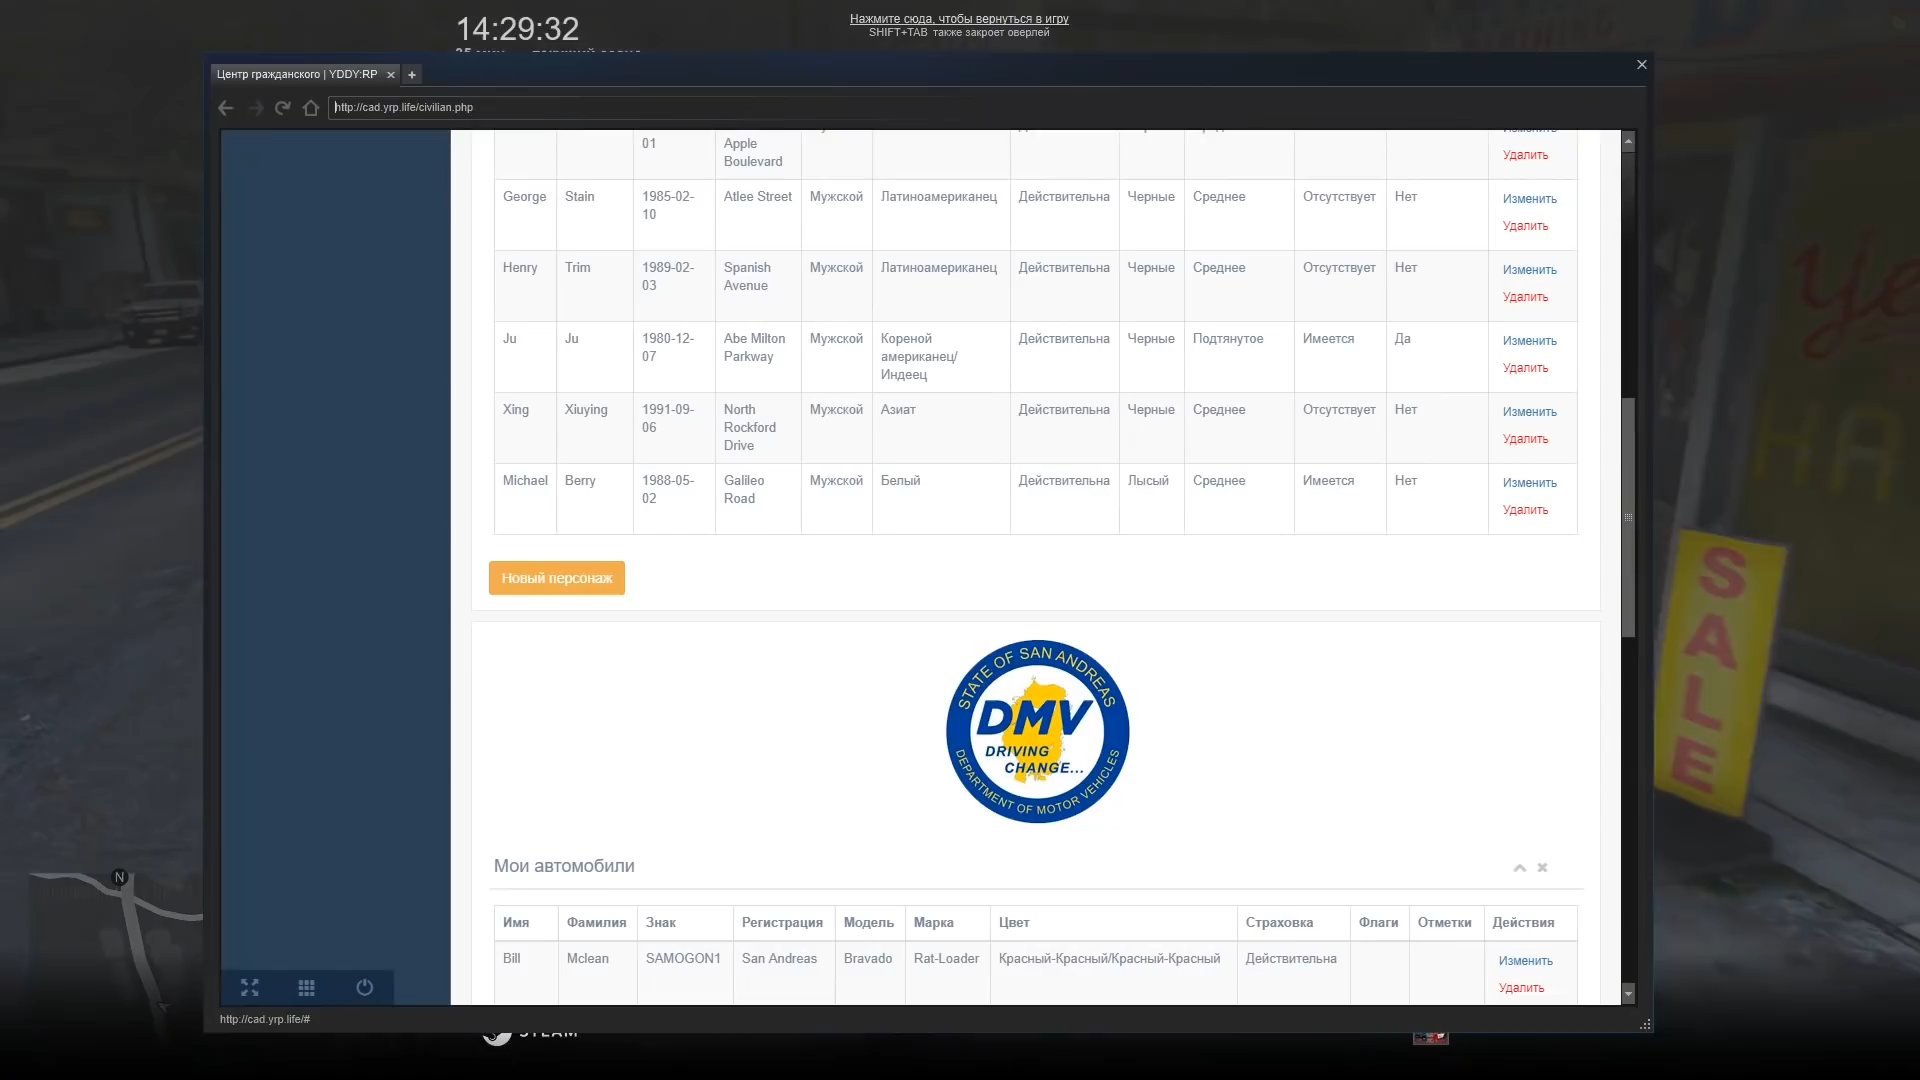 14:29:32
Нажмите сюда, чтобы вернуться в игру
SHIFT+TAB также закроет оверлей
Центр гражданского | YDDY:RP
http://cad.yrp.life/civilian.php
01 Apple Boulevard Удалить
George Stain 1985-02-10 Atlee Street Мужской Латиноамериканец Действительна Черные Среднее Отсутствует Нет Изменить Удалить
Henry Trim 1989-02-03 Spanish Avenue Мужской Латиноамериканец Действительна Черные Среднее Отсутствует Нет Изменить Удалить
Ju Ju 1980-12-07 Abe Milton Parkway Мужской Кореной американец/Индеец Действительна Черные Подтянутое Имеется Да Изменить Удалить
Xing Xiuying 1991-09-06 North Rockford Drive Мужской Азиат Действительна Черные Среднее Отсутствует Нет Изменить Удалить
Michael Berry 1988-05-02 Galileo Road Мужской Белый Действительна Лысый Среднее Имеется Нет Изменить Удалить
Новый персонаж
STATE OF SAN ANDREAS
DMV
DRIVING
CHANGE...
DEPARTMENT OF MOTOR VEHICLES
Мои автомобили
Имя Фамилия Знак Регистрация Модель Марка Цвет Страховка Флаги Отметки Действия
Bill Mclean SAMOGON1 San Andreas Bravado Rat-Loader Красный-Красный/Красный-Красный Действительна Изменить Удалить
http://cad.yrp.life/#
STEAM
N
SALE